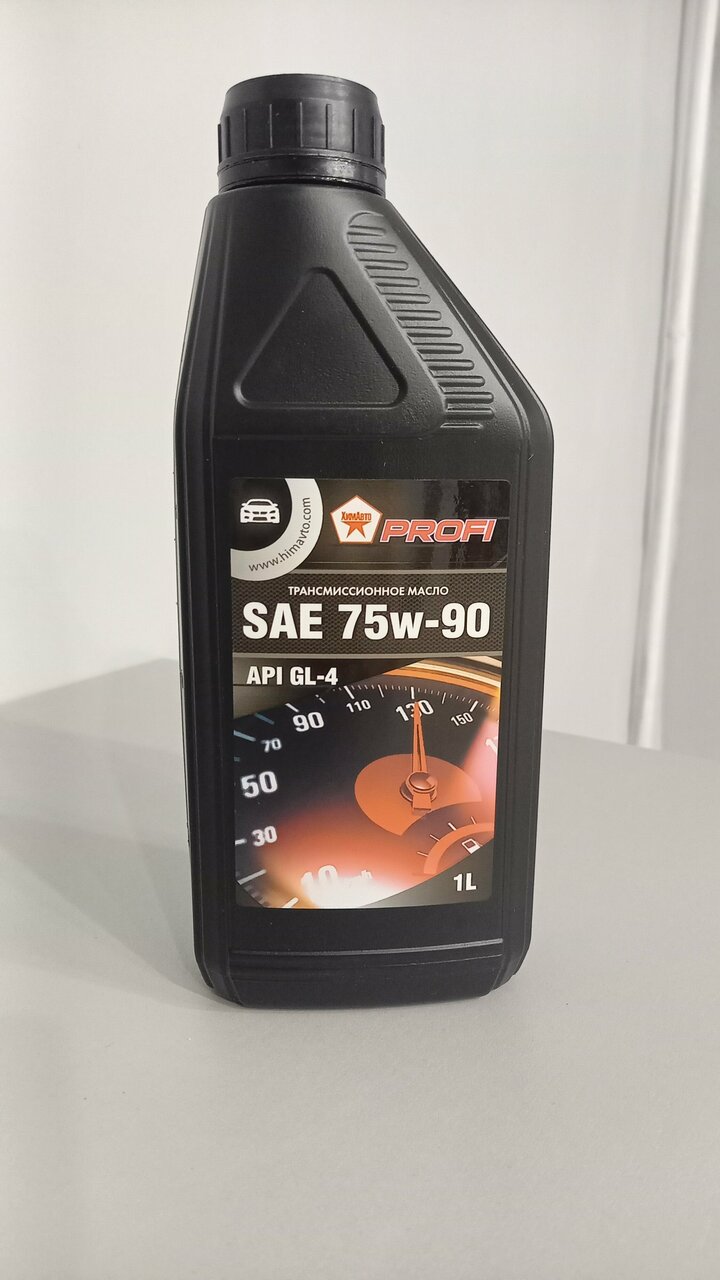 www.himavto.com
ХИМАВТО
PROFI
ТРАНСМИССИОННОЕ МАСЛО
SAE 75w-90
API GL-4
110
130
150
90
70
50
30
10
1L